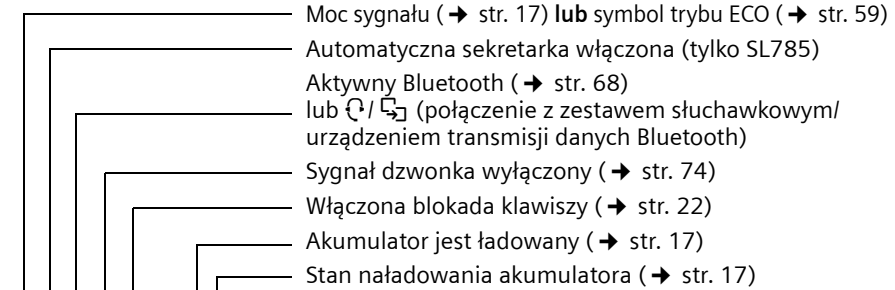 Moc sygnału (➔ str. 17) lub symbol trybu ECO (➔ str. 59)
Automatyczna sekretarka włączona (tylko SL785)
Aktywny Bluetooth (➔ str. 68)
lub / (połączenie z zestawem słuchawkowym/
urządzeniem transmisji danych Bluetooth)
Sygnał dzwonka wyłączony (➔ str. 74)
Włączona blokada klawiszy (➔ str. 22)
Akumulator jest ładowany (➔ str. 17)
Stan naładowania akumulatora (➔ str. 17)